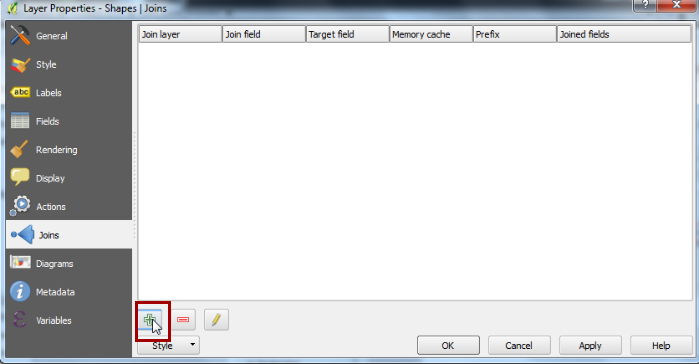 Layer Properties - Shapes | Joins
General
Style
abc Labels
Fields
Rendering
Display
Actions
Joins
Diagrams
Metadata
Variables
Join layer Join field Target field Memory cache Prefix Joined fields
Style
OK Cancel Apply Help